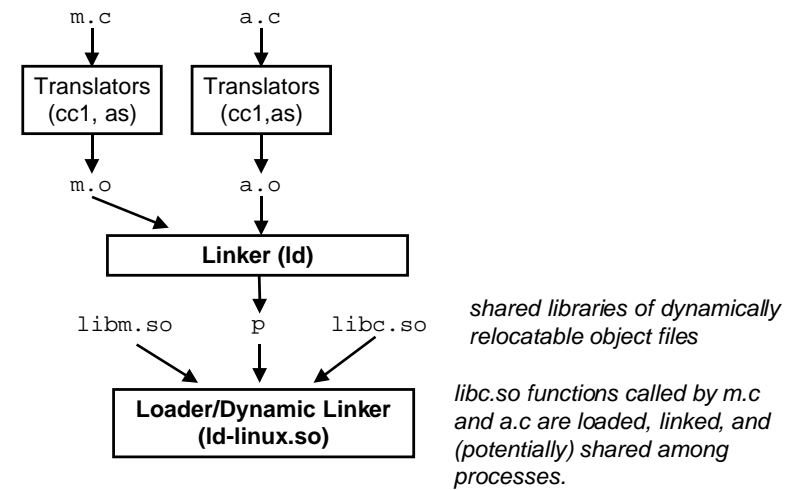 m.c
a.c
Translators
(cc1, as)
Translators
(cc1,as)
m.o
a.o
Linker (ld)
libm.so
p
libc.so
shared libraries of dynamically
relocatable object files
Loader/Dynamic Linker
(ld-linux.so)
libc.so functions called by m.c
and a.c are loaded, linked, and
(potentially) shared among
processes.